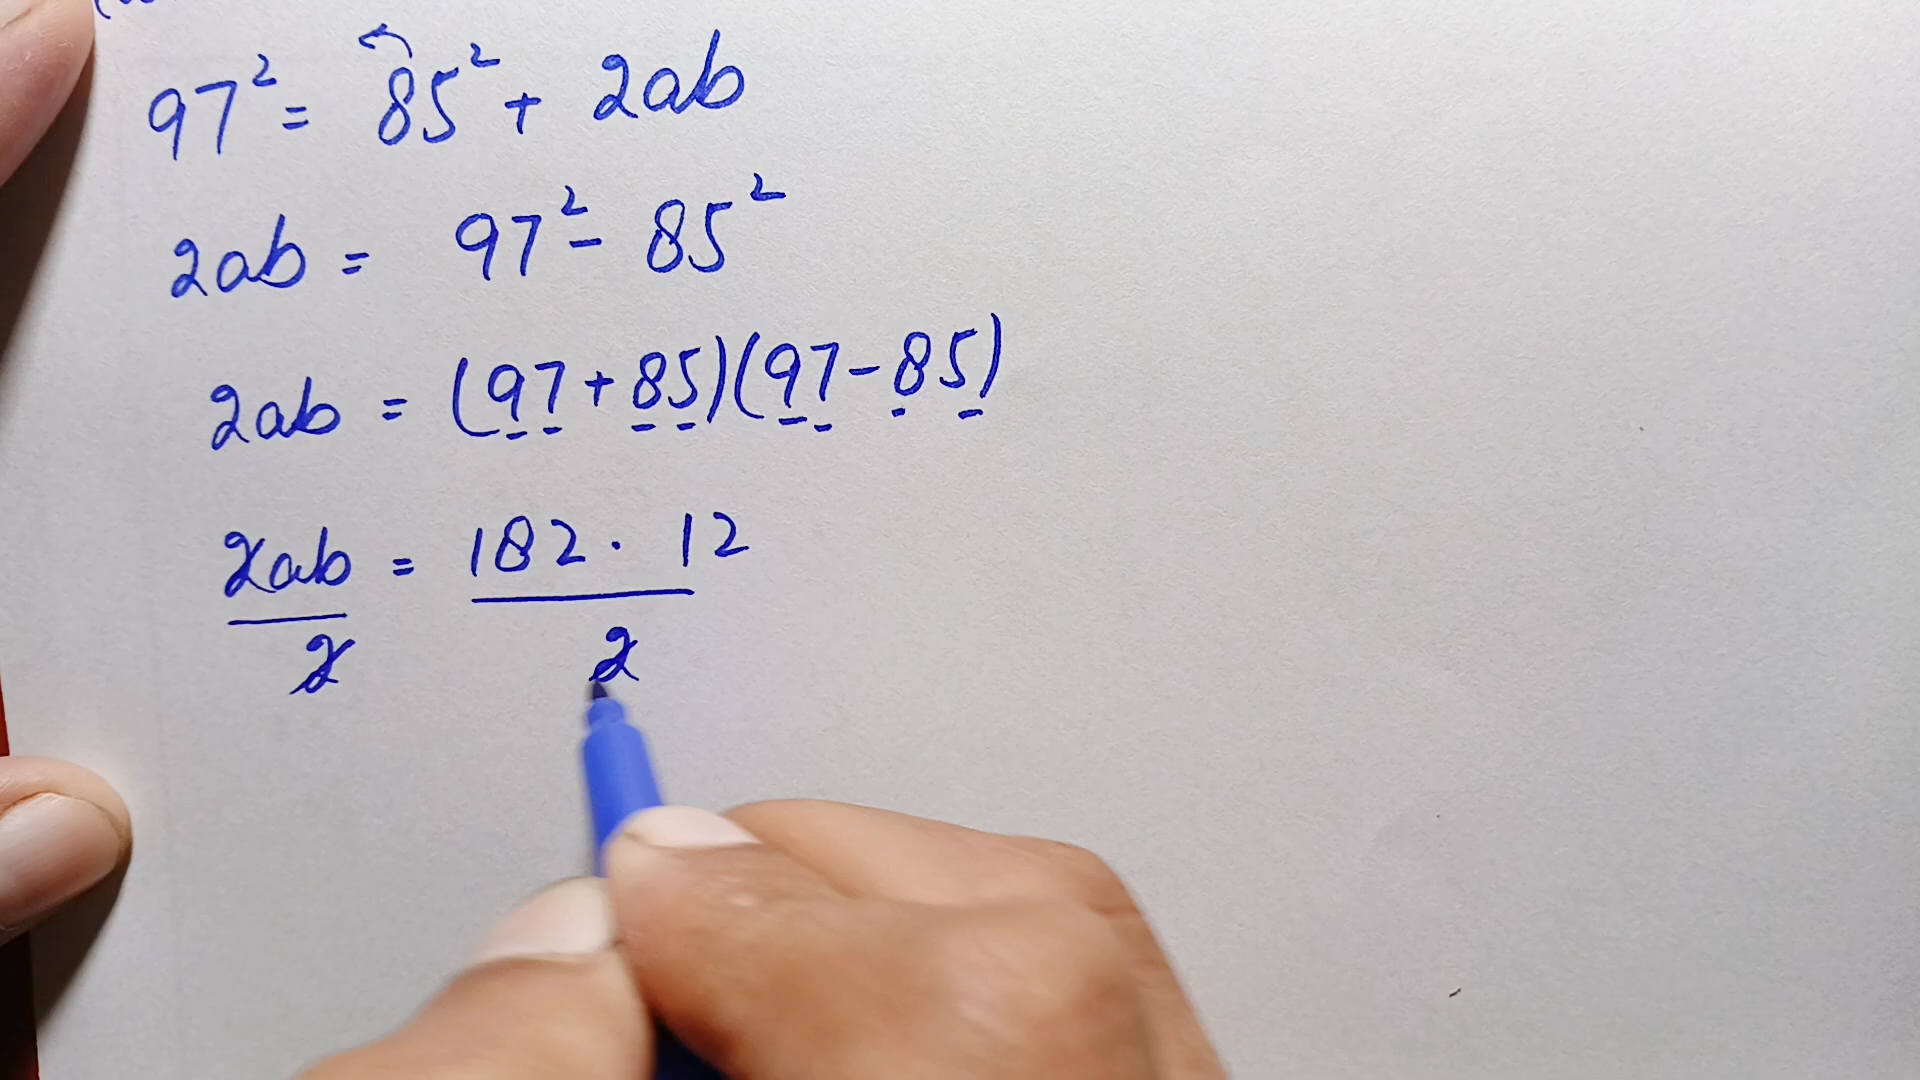 97² = 85² + 2ab
2ab = 97² - 85²
2ab = (97 + 85)(97 - 85)
2ab = 182 · 12
2 2